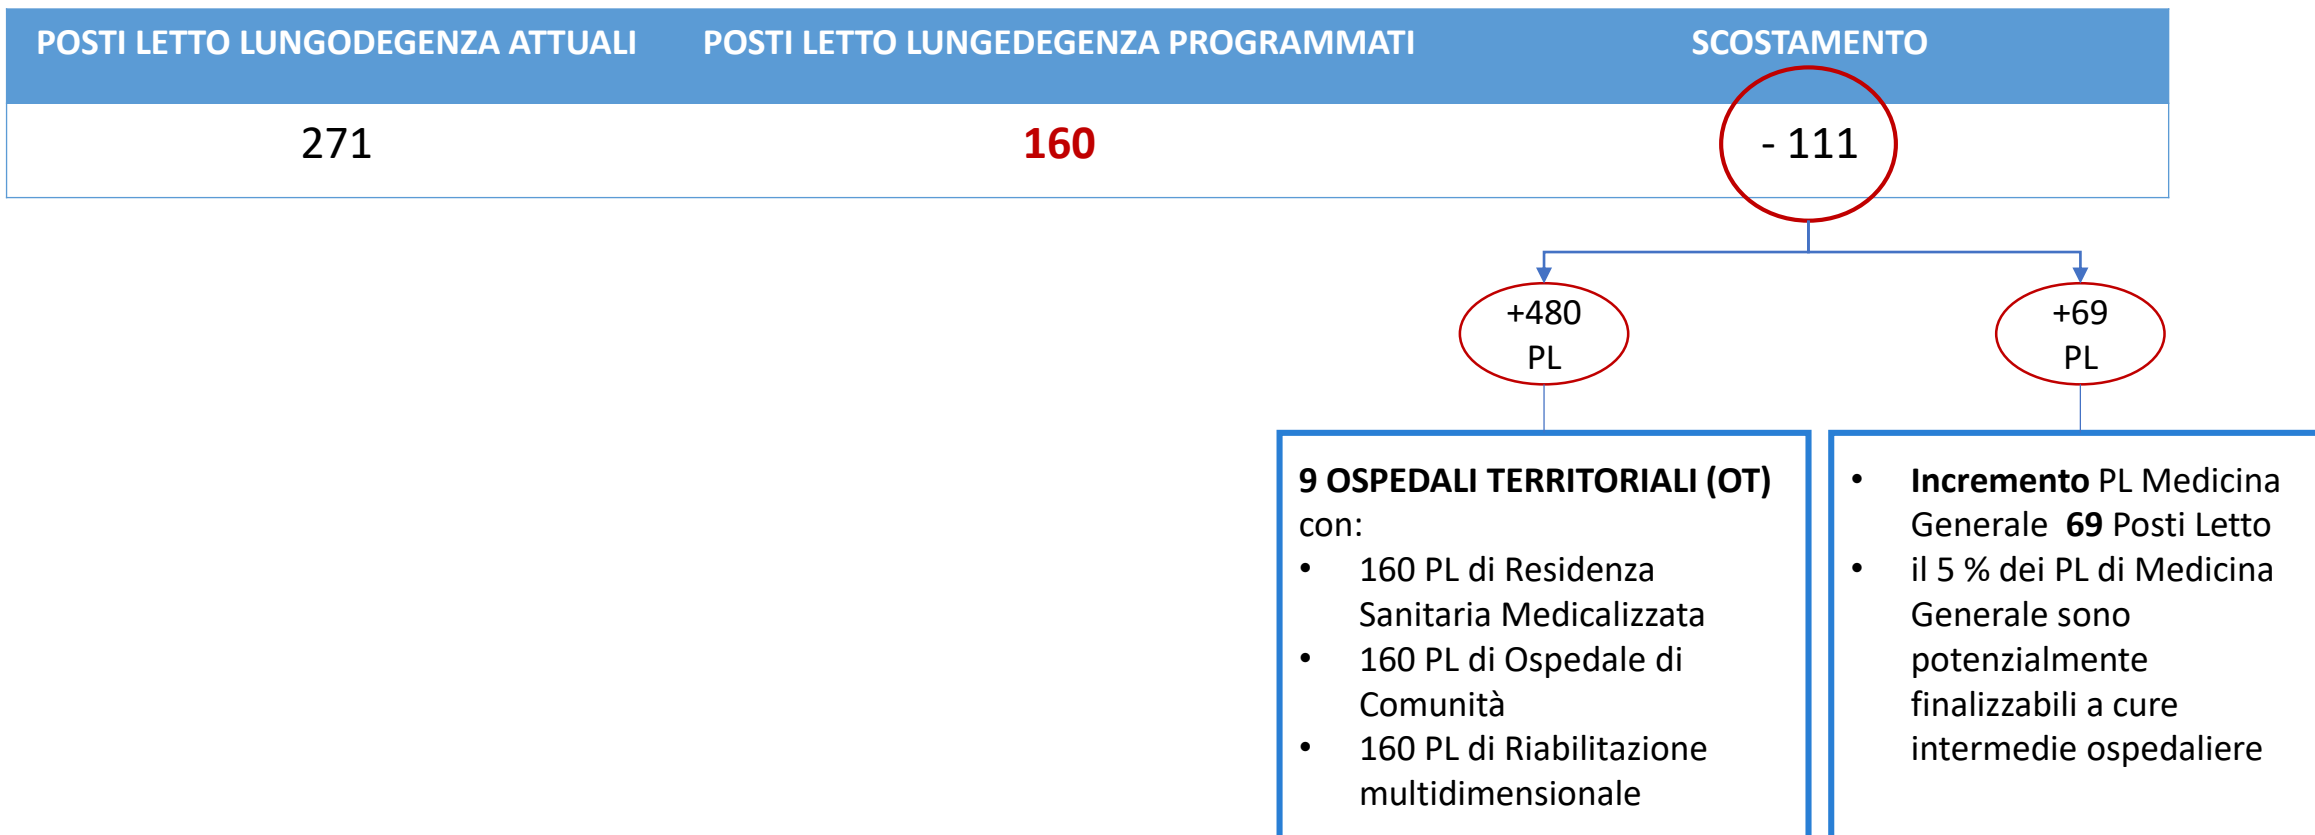 POSTI LETTO LUNGODEGENZA ATTUALI
POSTI LETTO LUNGEDEGENZA PROGRAMMATI
SCOSTAMENTO
271
160
- 111
+480
PL
+69
PL
9 OSPEDALI TERRITORIALI (OT)
con:
• 160 PL di Residenza
Sanitaria Medicalizzata
• 160 PL di Ospedale di
Comunità
• 160 PL di Riabilitazione
multidimensionale
• Incremento PL Medicina
Generale 69 Posti Letto
• il 5 % dei PL di Medicina
Generale sono
potenzialmente
finalizzabili a cure
intermedie ospedaliere